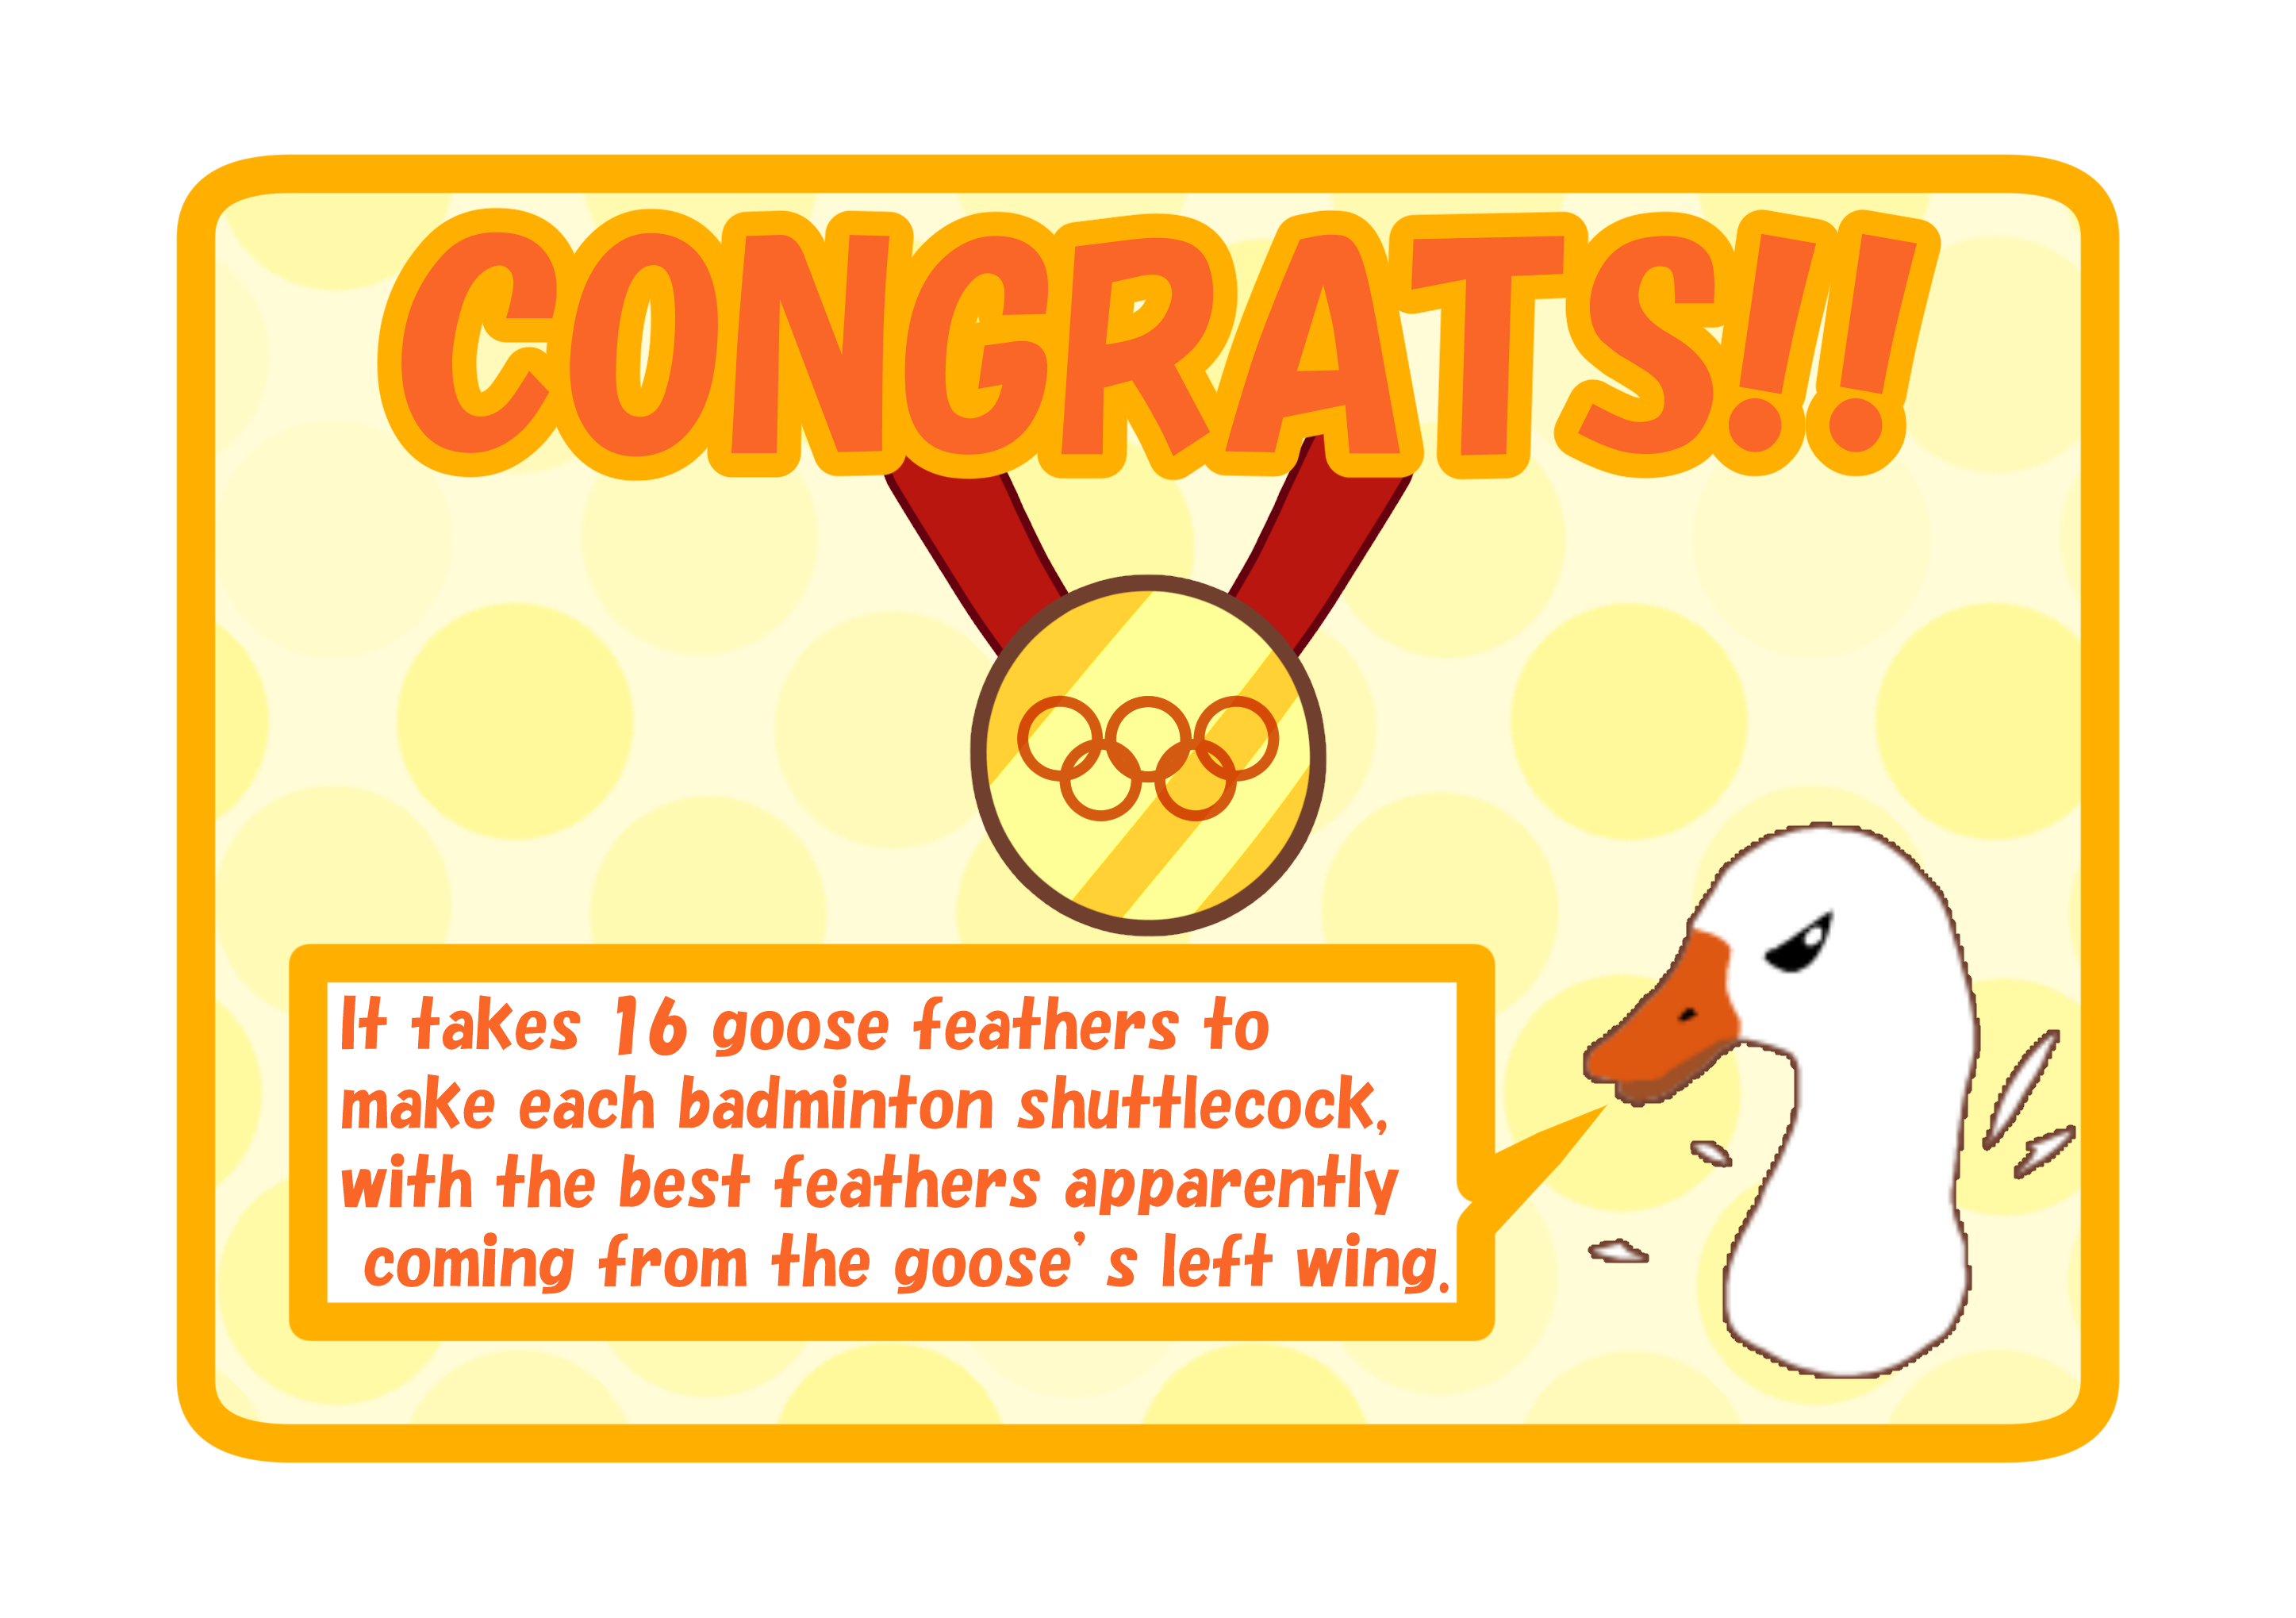 CONGRATS!!
It takes 16 goose feathers to
make each badminton shuttlecock,
with the best feathers apparently
coming from the goose's left wing.